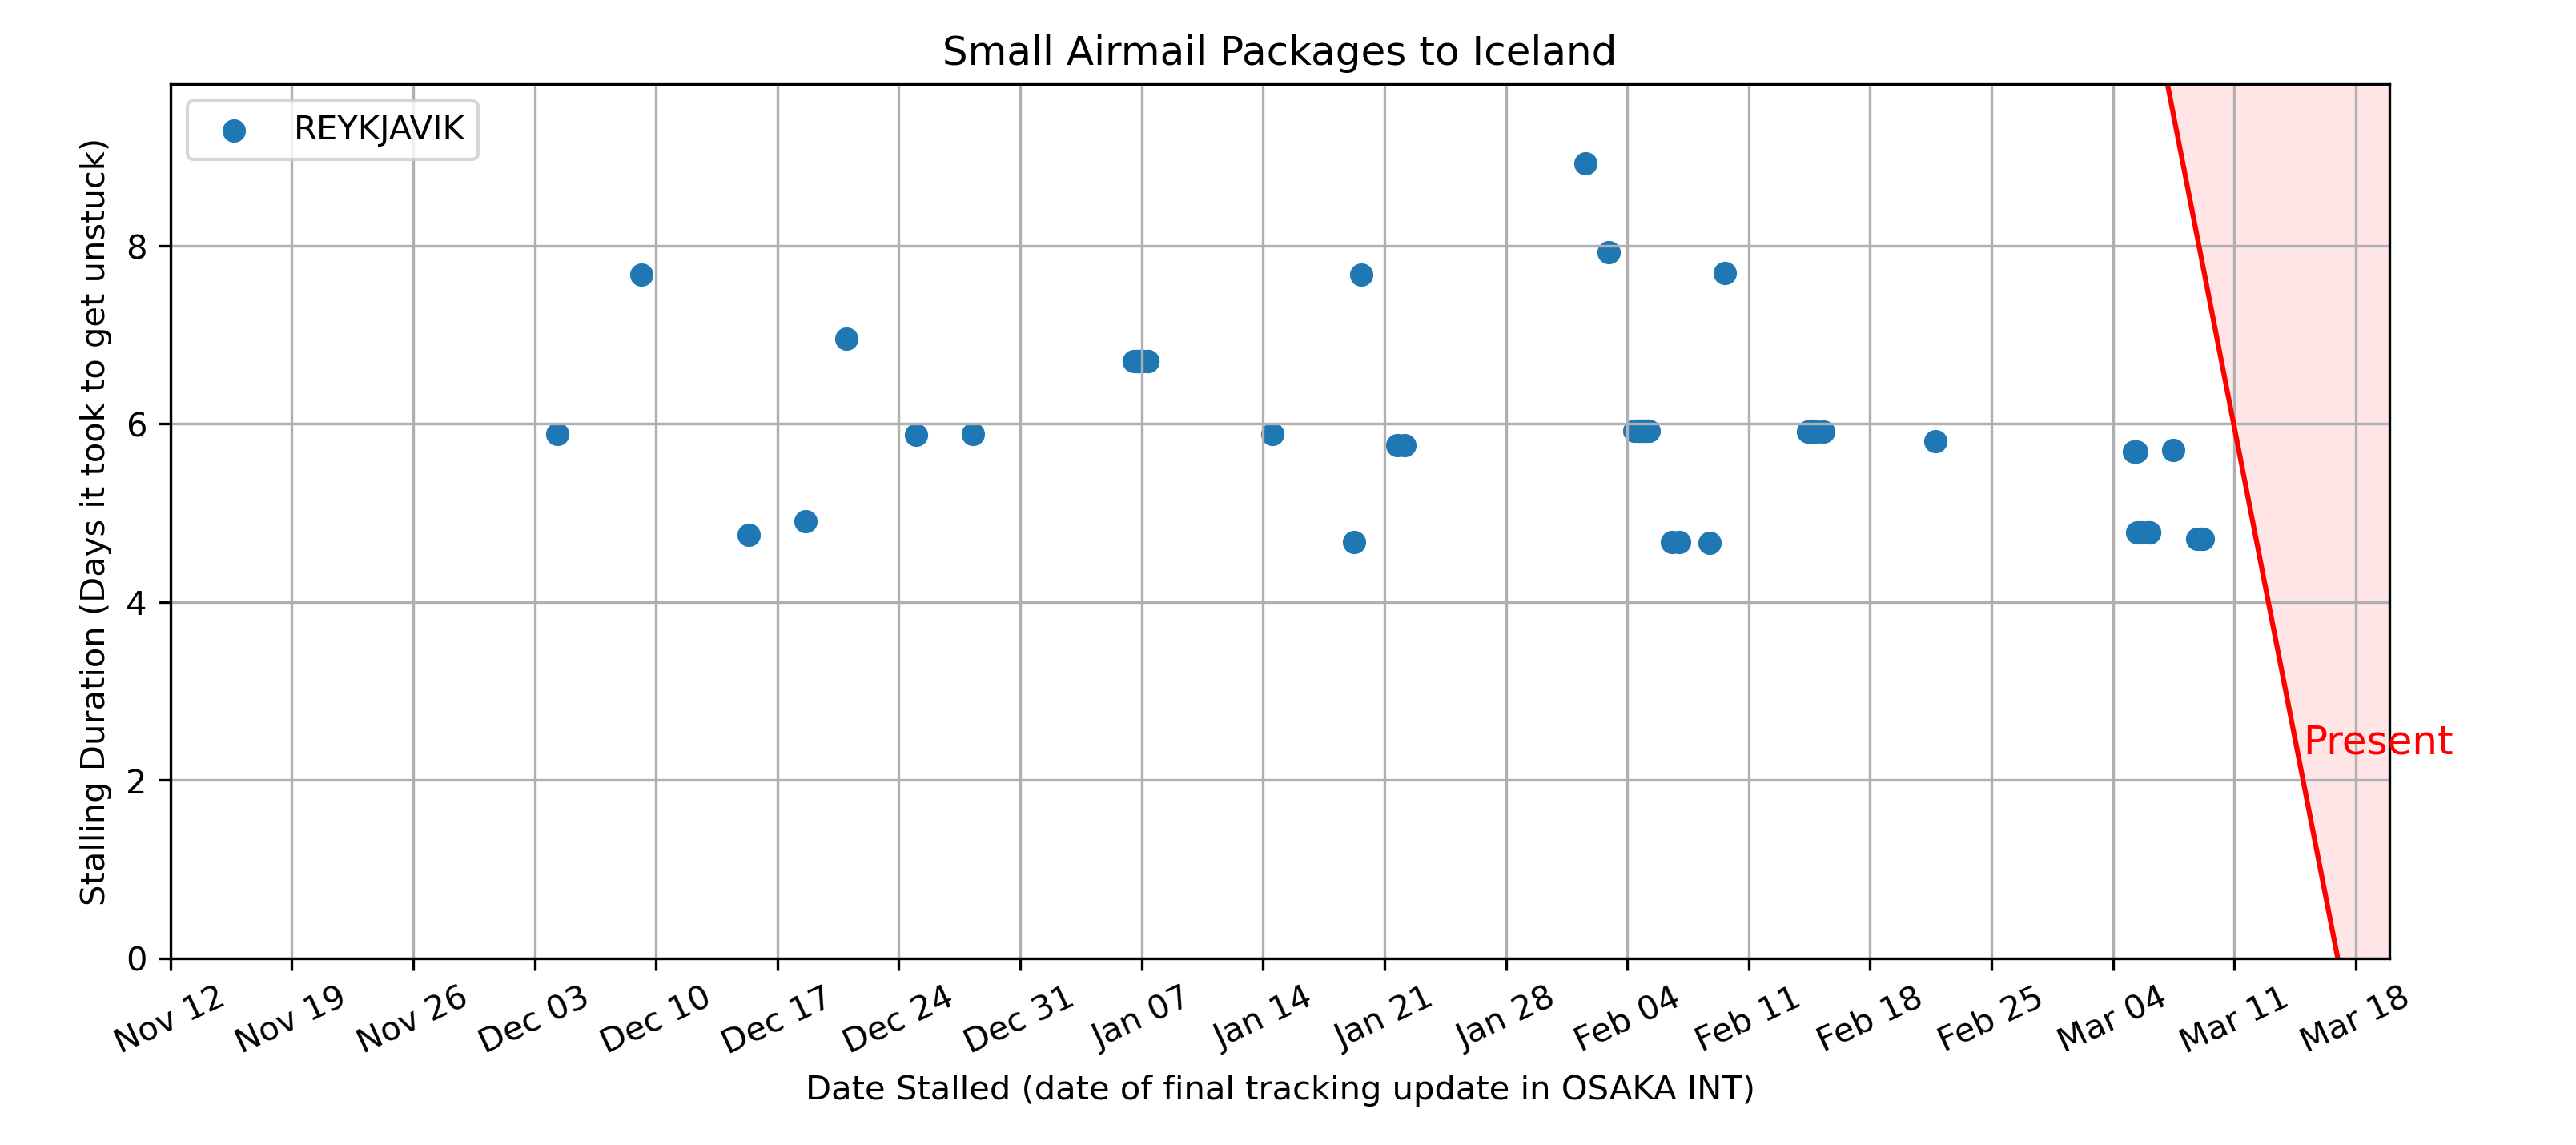 Small Airmail Packages to Iceland
REYKJAVIK
Stalling Duration (Days it took to get unstuck)
8
6
4
2
0
Present
Nov 12
Nov 19
Nov 26
Dec 03
Dec 10
Dec 17
Dec 24
Dec 31
Jan 07
Jan 14
Jan 21
Jan 28
Feb 04
Feb 11
Feb 18
Feb 25
Mar 04
Mar 11
Mar 18
Date Stalled (date of final tracking update in OSAKA INT)